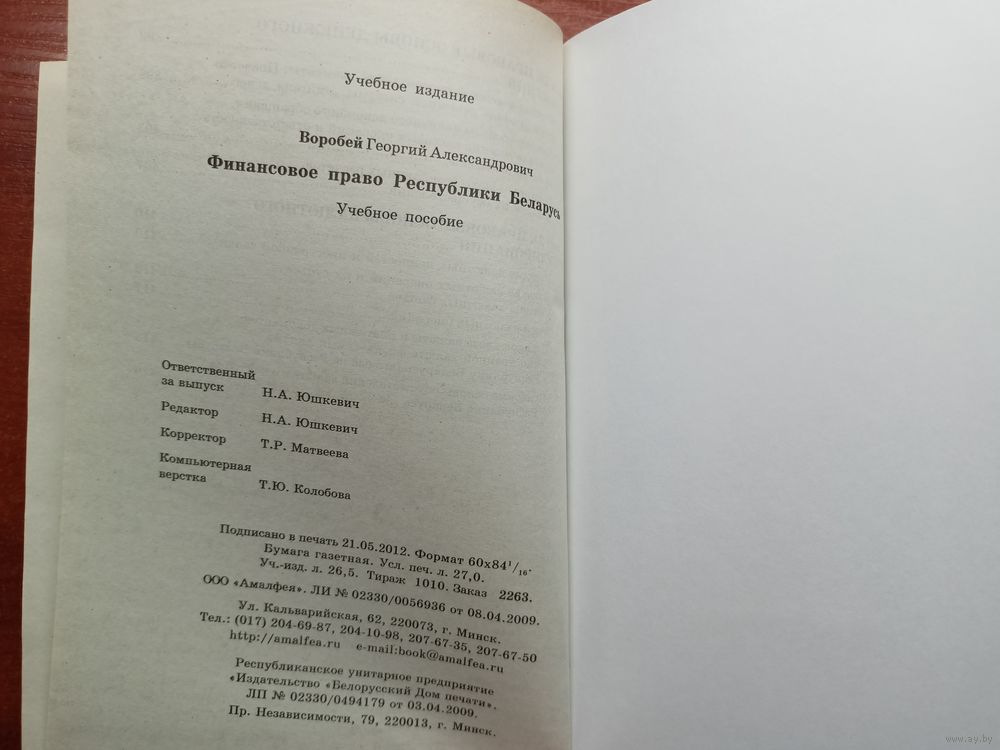 Учебное издание
Воробей Георгий Александрович
Финансовое право Республики Беларусь
Учебное пособие
Ответственный
за выпуск Н.А. Юшкевич
Редактор Н.А. Юшкевич
Корректор Т.Р. Матвеева
Компьютерная
верстка Т.Ю. Колобова
Подписано в печать 21.05.2012. Формат 60х84 1/16.
Бумага газетная. Усл. печ. л. 27,0.
Уч.-изд. л. 26,5. Тираж 1010. Заказ 2263.
ООО «Амалфея». ЛИ № 02330/0056936 от 08.04.2009.
Ул. Кальварийская, 62, 220073, г. Минск.
Тел.: (017) 204-69-87, 204-10-98, 207-67-35, 207-67-50
http://amalfea.ru e-mail:book@amalfea.ru
Республиканское унитарное предприятие
«Издательство «Белорусский Дом печати».
ЛП № 02330/0494179 от 03.04.2009.
Пр. Независимости, 79, 220013, г. Минск.
www.ay.by